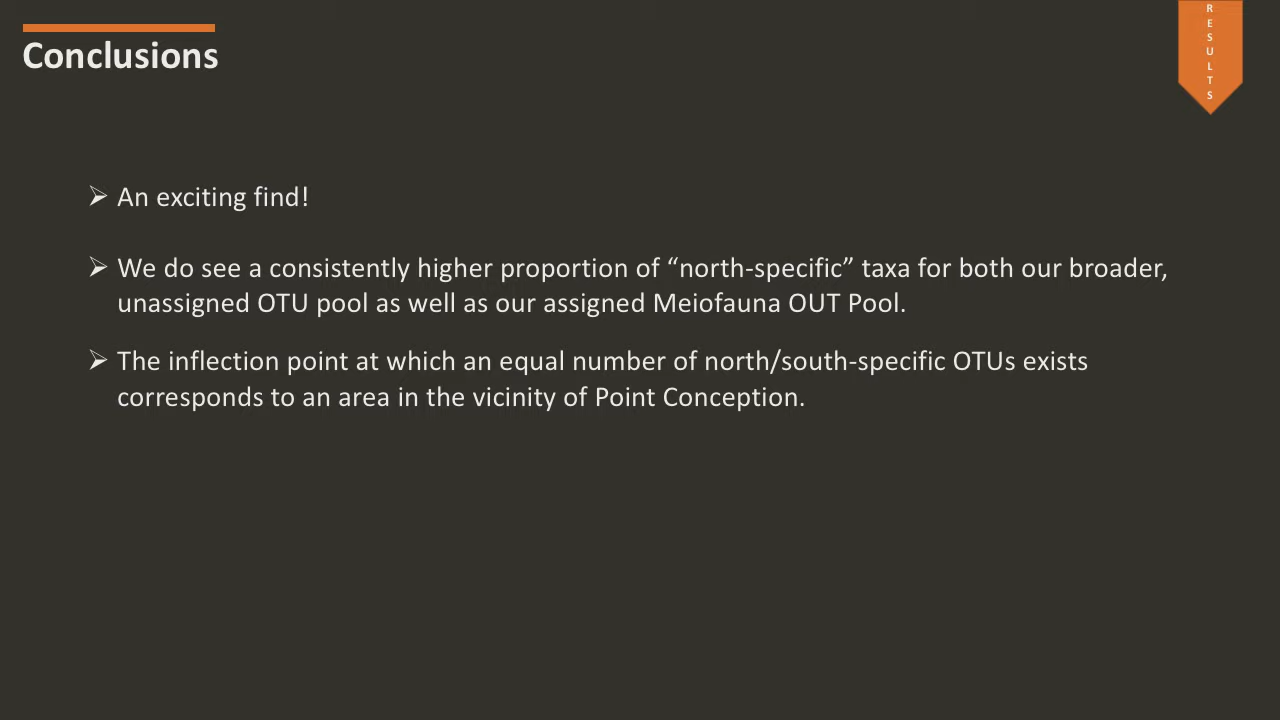 Conclusions
RESULTS
➢ An exciting find!
➢ We do see a consistently higher proportion of “north-specific” taxa for both our broader,
unassigned OTU pool as well as our assigned Meiofauna OUT Pool.
➢ The inflection point at which an equal number of north/south-specific OTUs exists
corresponds to an area in the vicinity of Point Conception.